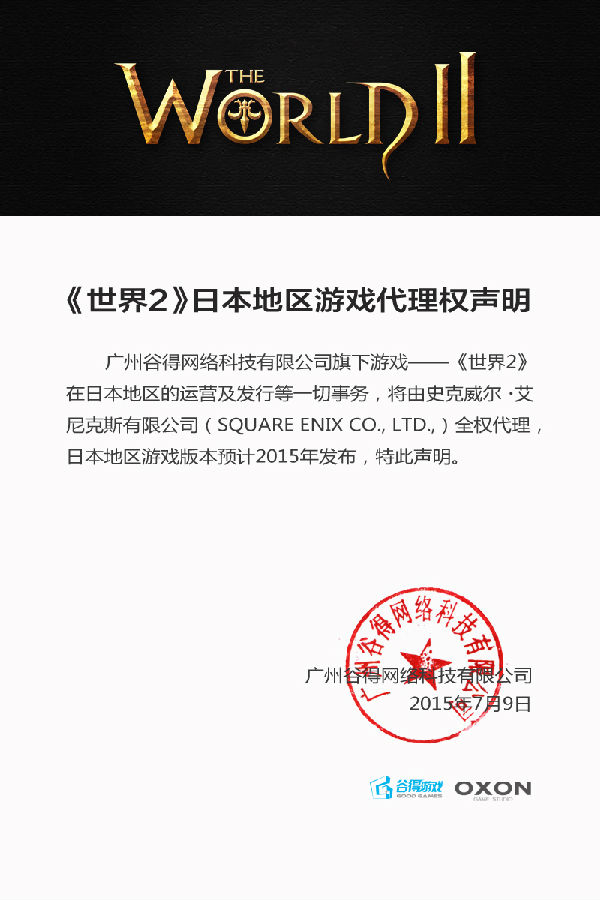 THE
WORLD II
《世界2》日本地区游戏代理权声明
广州谷得网络科技有限公司旗下游戏——《世界2》
在日本地区的运营及发行等一切事务，将由史克威尔·艾
尼克斯有限公司（SQUARE ENIX CO., LTD.,）全权代理，
日本地区游戏版本预计2015年发布，特此声明。
广州谷得网络科技有限公司
广州谷得网络科技有限公司
2015年7月9日
谷得游戏 OXON
GOOD GAMES GAME STUDIO